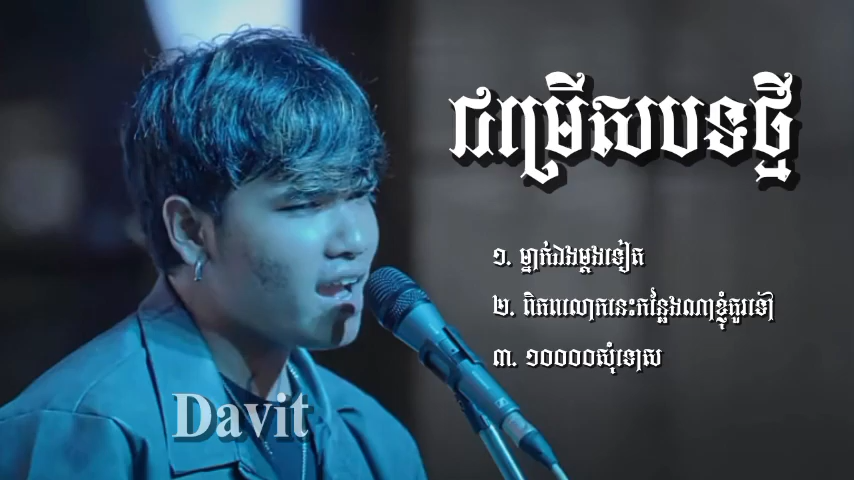 ជម្រើសបទថ្មី
១. ម្នាក់ឯងម្ដងទៀត
២. ពិភពលោកនេះកន្លែងណាខ្ញុំគួរទៅ
៣. ១០០០០សុំទោស
Davit